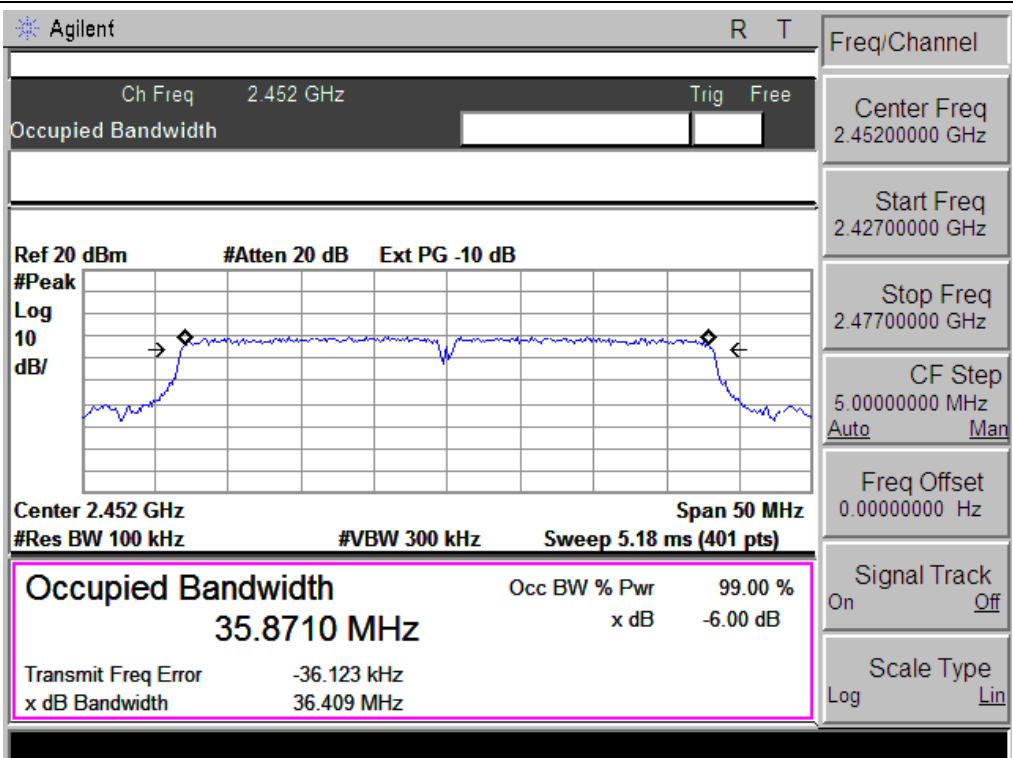 Agilent R T
Ch Freq 2.452 GHz Trig Free
Occupied Bandwidth
Ref 20 dBm #Atten 20 dB Ext PG -10 dB
#Peak
Log
10
dB/
Center 2.452 GHz Span 50 MHz
#Res BW 100 kHz #VBW 300 kHz Sweep 5.18 ms (401 pts)
Occupied Bandwidth Occ BW % Pwr 99.00 %
35.8710 MHz x dB -6.00 dB
Transmit Freq Error -36.123 kHz
x dB Bandwidth 36.409 MHz
Freq/Channel
Center Freq
2.45200000 GHz
Start Freq
2.42700000 GHz
Stop Freq
2.47700000 GHz
CF Step
5.00000000 MHz
Auto Man
Freq Offset
0.00000000 Hz
Signal Track
On Off
Scale Type
Log Lin